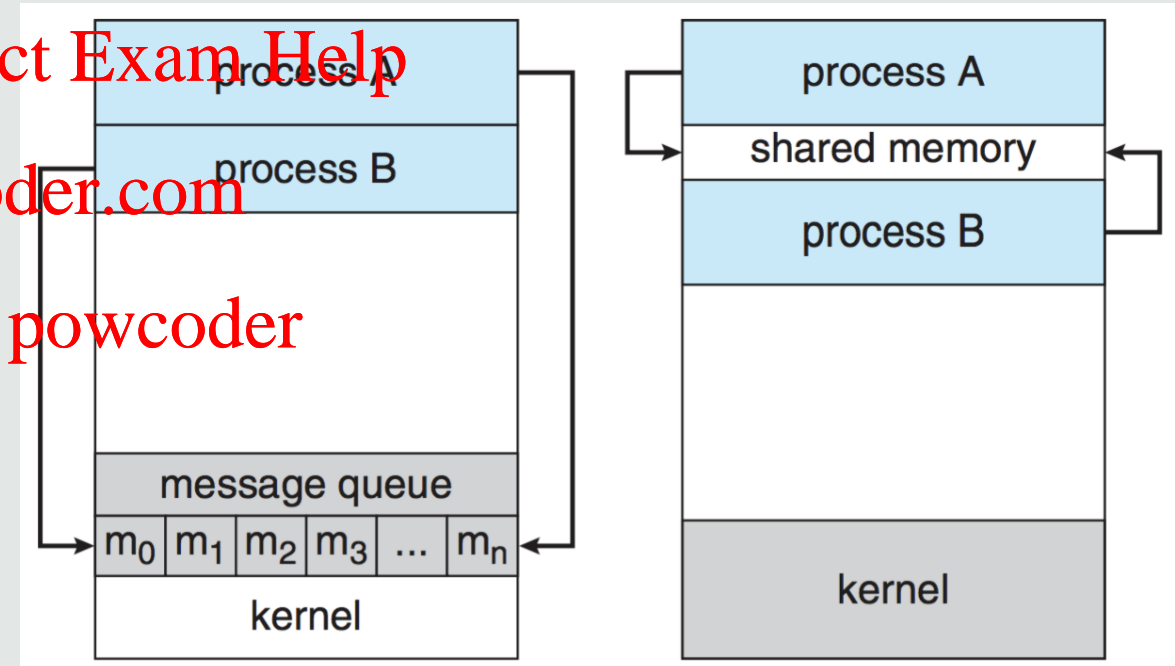 ct Exam Help
process A
process B
der.com
powcoder
message queue
m₀ m₁ m₂ m₃ ... mₙ
kernel
process A
shared memory
process B
kernel